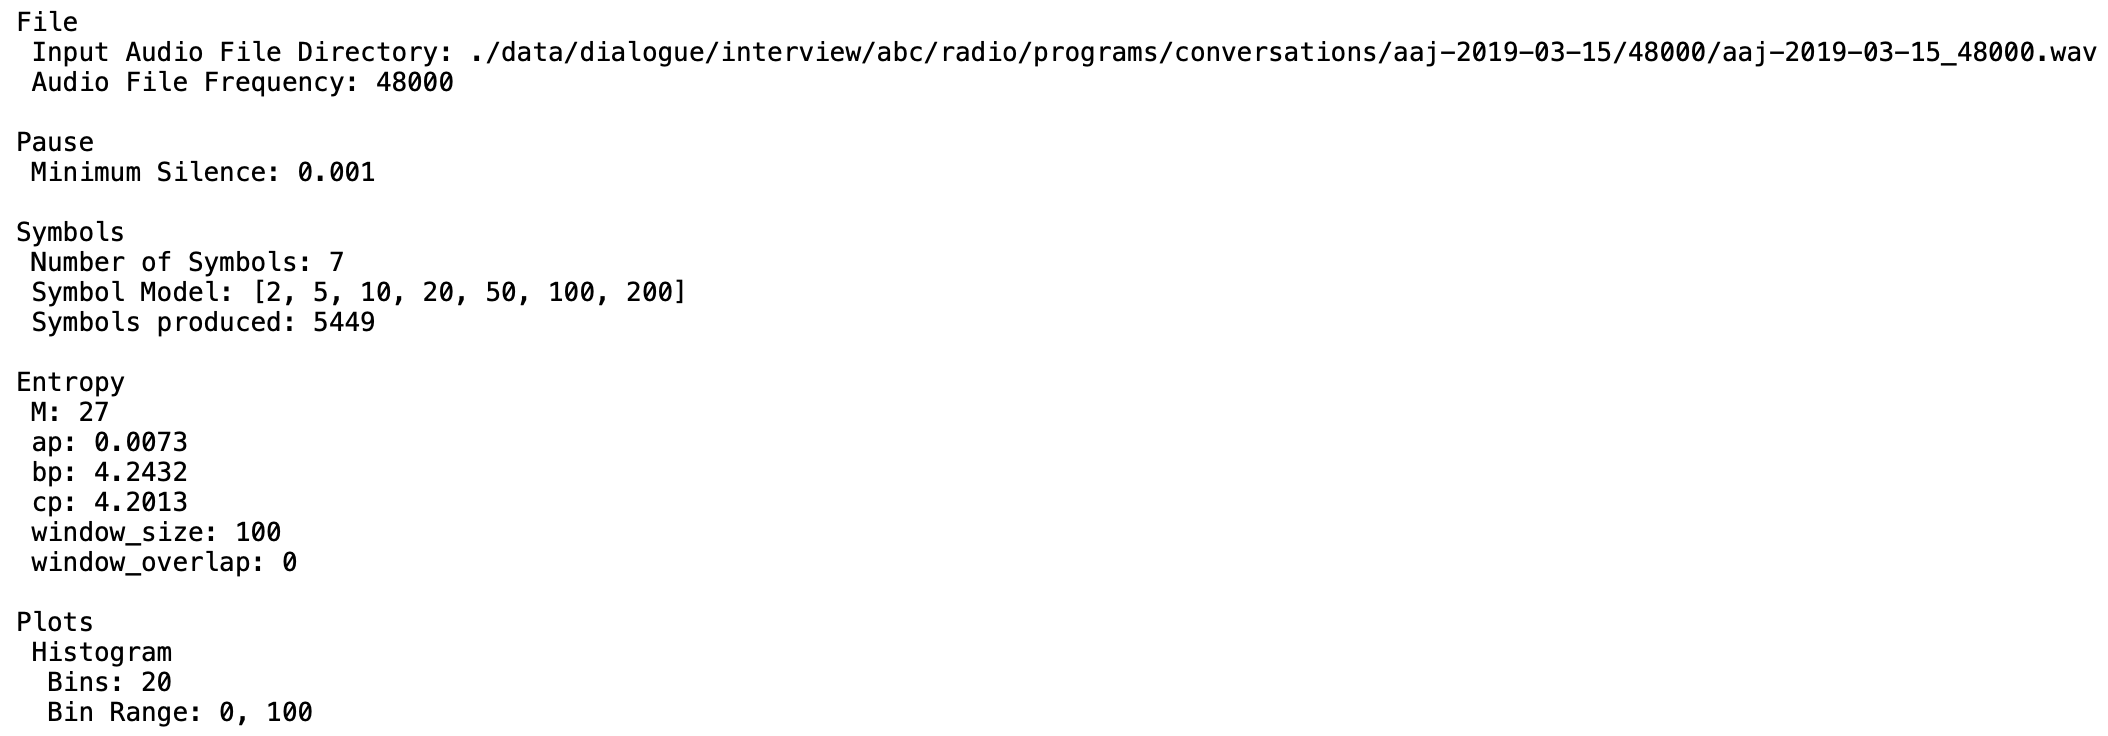 File
Input Audio File Directory: ./data/dialogue/interview/abc/radio/programs/conversations/aaj-2019-03-15/48000/aaj-2019-03-15_48000.wav
Audio File Frequency: 48000
Pause
Minimum Silence: 0.001
Symbols
Number of Symbols: 7
Symbol Model: [2, 5, 10, 20, 50, 100, 200]
Symbols produced: 5449
Entropy
M: 27
ap: 0.0073
bp: 4.2432
cp: 4.2013
window_size: 100
window_overlap: 0
Plots
Histogram
Bins: 20
Bin Range: 0, 100